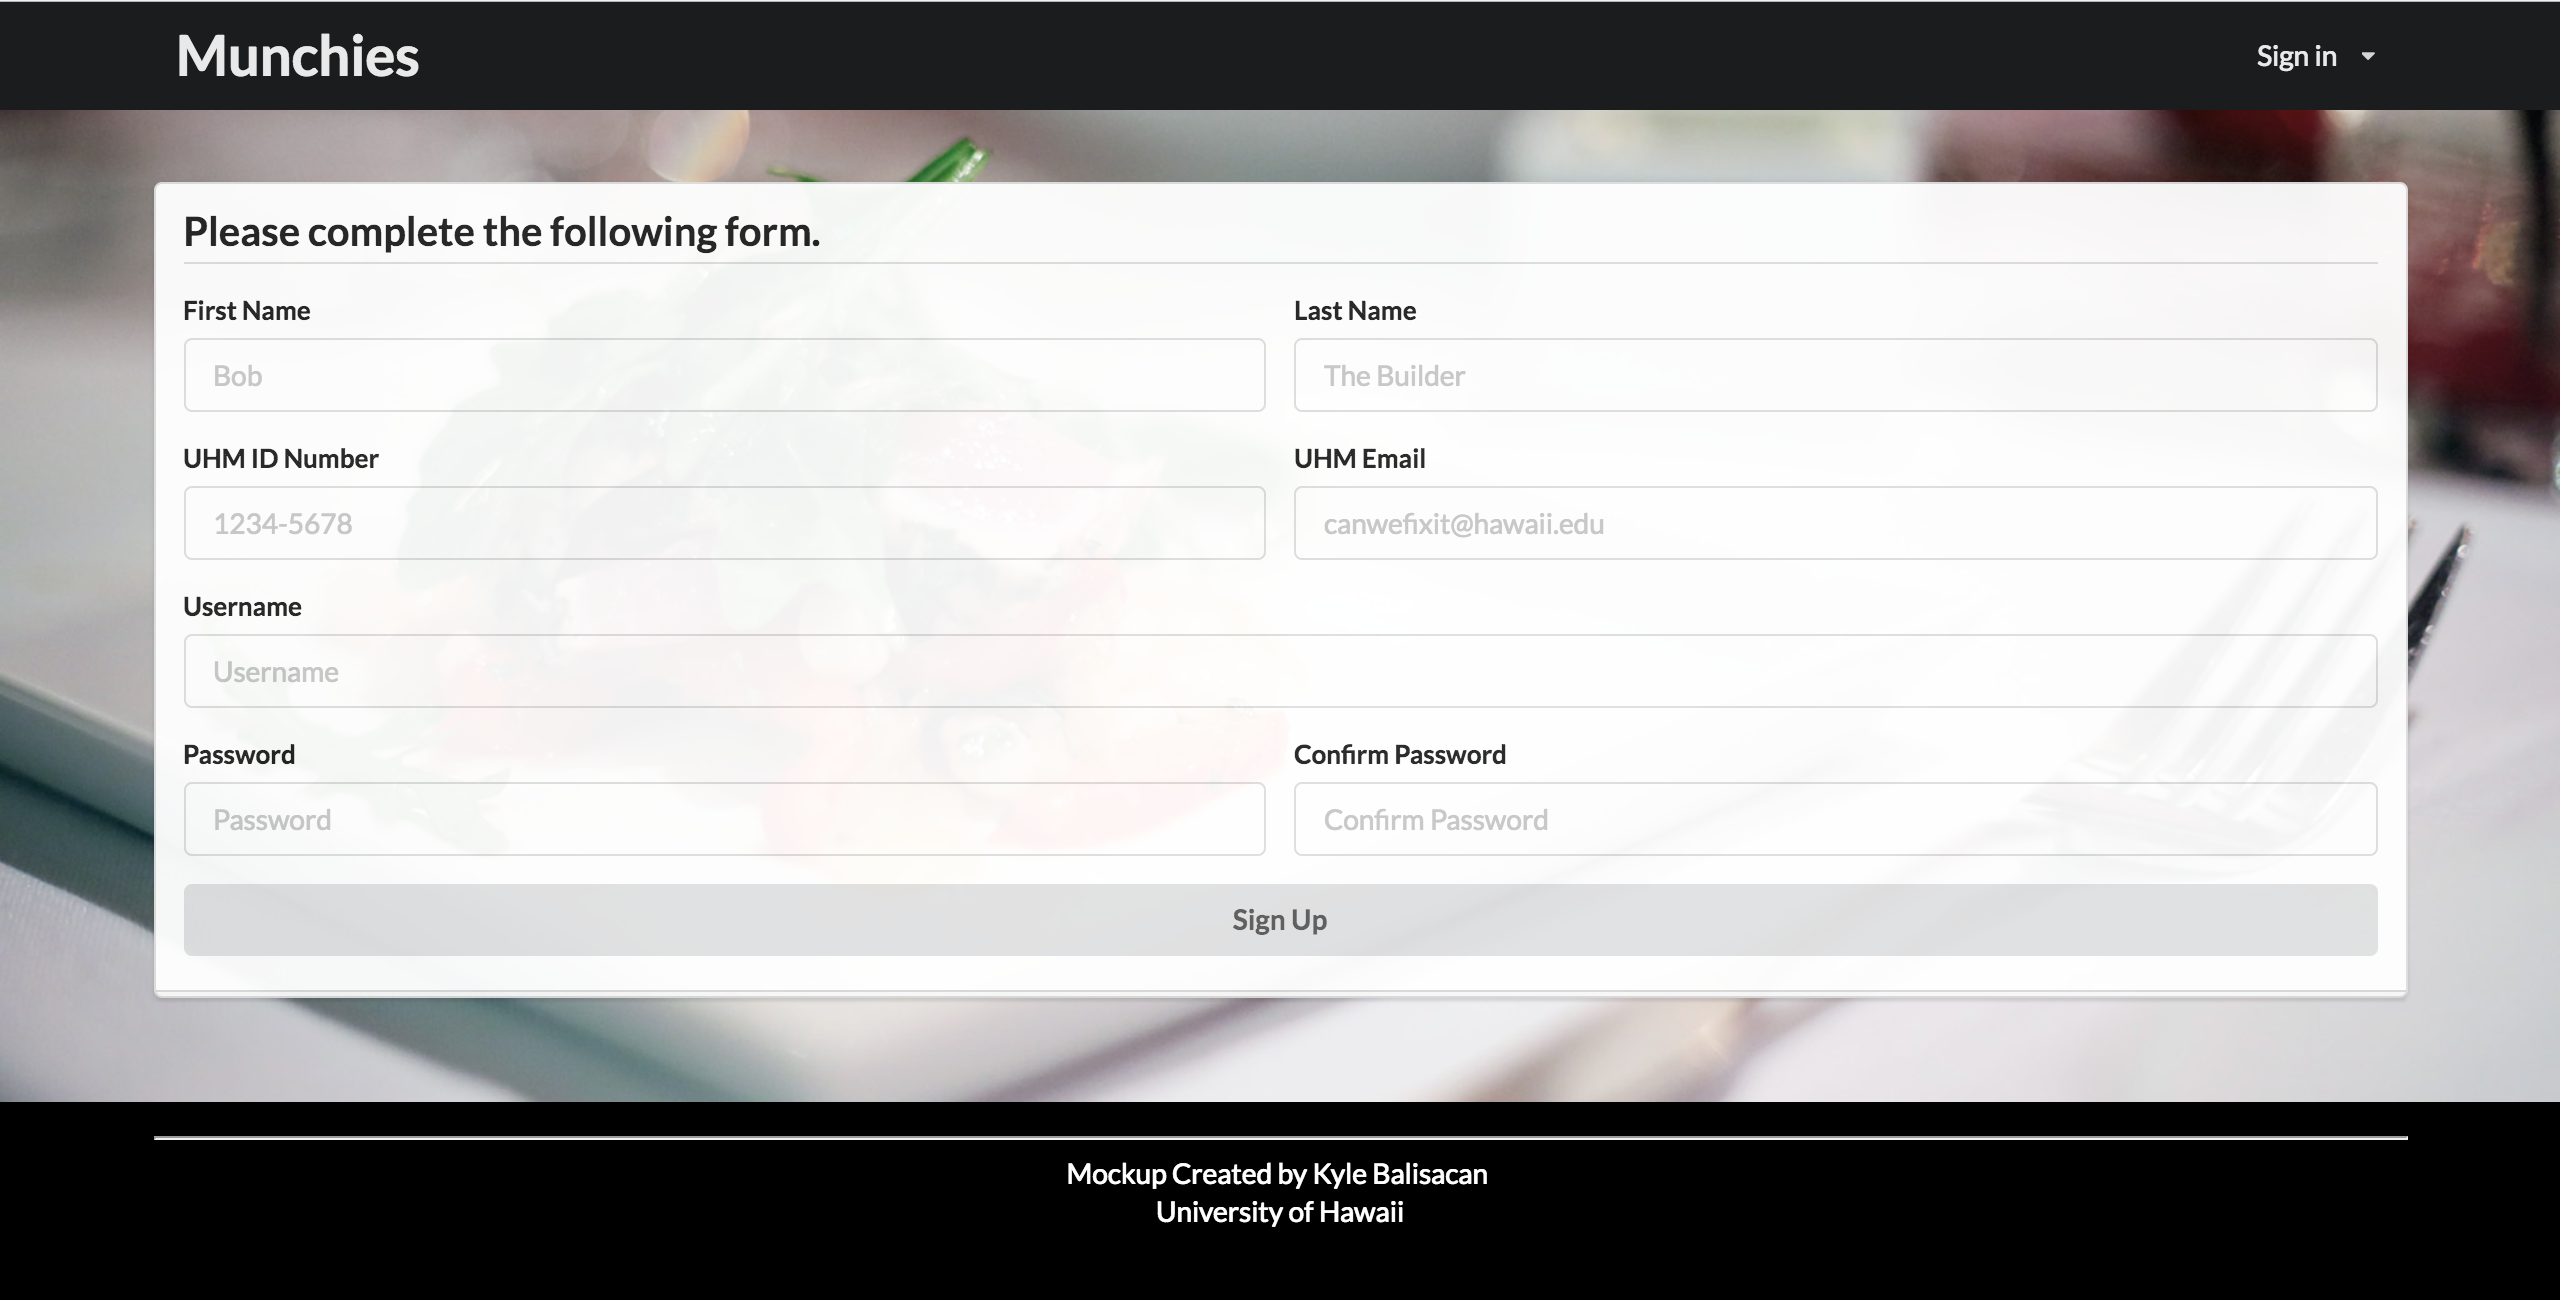 Munchies
Sign in
Please complete the following form.
First Name
Last Name
Bob
The Builder
UHM ID Number
UHM Email
1234-5678
canwefixit@hawaii.edu
Username
Username
Password
Confirm Password
Password
Confirm Password
Sign Up
Mockup Created by Kyle Balisacan
University of Hawaii